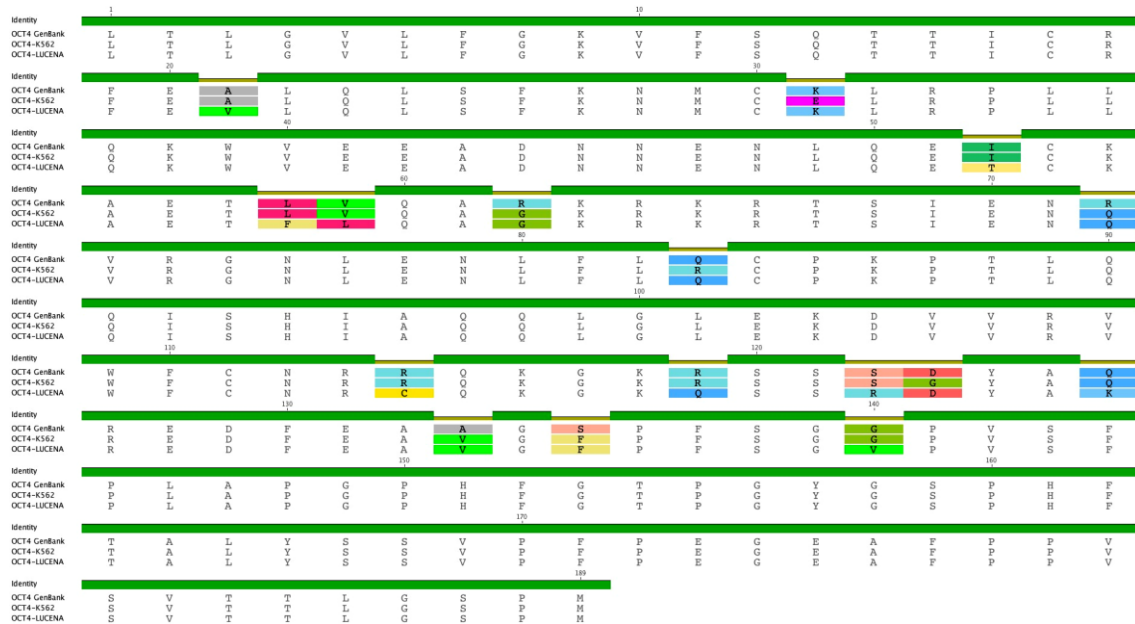 1 10
Identity
OCT4 GenBank L T L G V L F G K V F S Q T T I C R
OCT4-K562 L T L G V L F G K V F S Q T T I C R
OCT4-LUCENA L T L G V L F G K V F S Q T T I C R
20 30
Identity
OCT4 GenBank F E A L Q L S F K N M C K L R P L L
OCT4-K562 F E A L Q L S F K N M C E L R P L L
OCT4-LUCENA F E V L Q L S F K N M C K L R P L L
40 50
Identity
OCT4 GenBank Q K W V E E A D N N E N L Q E I C K
OCT4-K562 Q K W V E E A D N N E N L Q E I C K
OCT4-LUCENA Q K W V E E A D N N E N L Q E T C K
60 70
Identity
OCT4 GenBank A E T L V Q A R K R K R T S I E N R
OCT4-K562 A E T L V Q A G K R K R T S I E N Q
OCT4-LUCENA A E T F L Q A G K R K R T S I E N Q
80 90
Identity
OCT4 GenBank V R G N L E N L F L Q C P K P T L Q
OCT4-K562 V R G N L E N L F L R C P K P T L Q
OCT4-LUCENA V R G N L E N L F L Q C P K P T L Q
100
Identity
OCT4 GenBank Q I S H I A Q Q L G L E K D V V R V
OCT4-K562 Q I S H I A Q Q L G L E K D V V R V
OCT4-LUCENA Q I S H I A Q Q L G L E K D V V R V
110 120
Identity
OCT4 GenBank W F C N R R Q K G K R S S S D Y A Q
OCT4-K562 W F C N R R Q K G K R S S S G Y A Q
OCT4-LUCENA W F C N R C Q K G K Q S S R D Y A K
130 140
Identity
OCT4 GenBank R E D F E A A G S P F S G G P V S F
OCT4-K562 R E D F E A V G F P F S G G P V S F
OCT4-LUCENA R E D F E A V G F P F S G V P V S F
150 160
Identity
OCT4 GenBank P L A P G P H F G T P G Y G S P H F
OCT4-K562 P L A P G P H F G T P G Y G S P H F
OCT4-LUCENA P L A P G P H F G T P G Y G S P H F
170
Identity
OCT4 GenBank T A L Y S S V P F P E G E A F P P V
OCT4-K562 T A L Y S S V P F P E G E A F P P V
OCT4-LUCENA T A L Y S S V P F P E G E A F P P V
189
Identity
OCT4 GenBank S V T T L G S P M
OCT4-K562 S V T T L G S P M
OCT4-LUCENA S V T T L G S P M